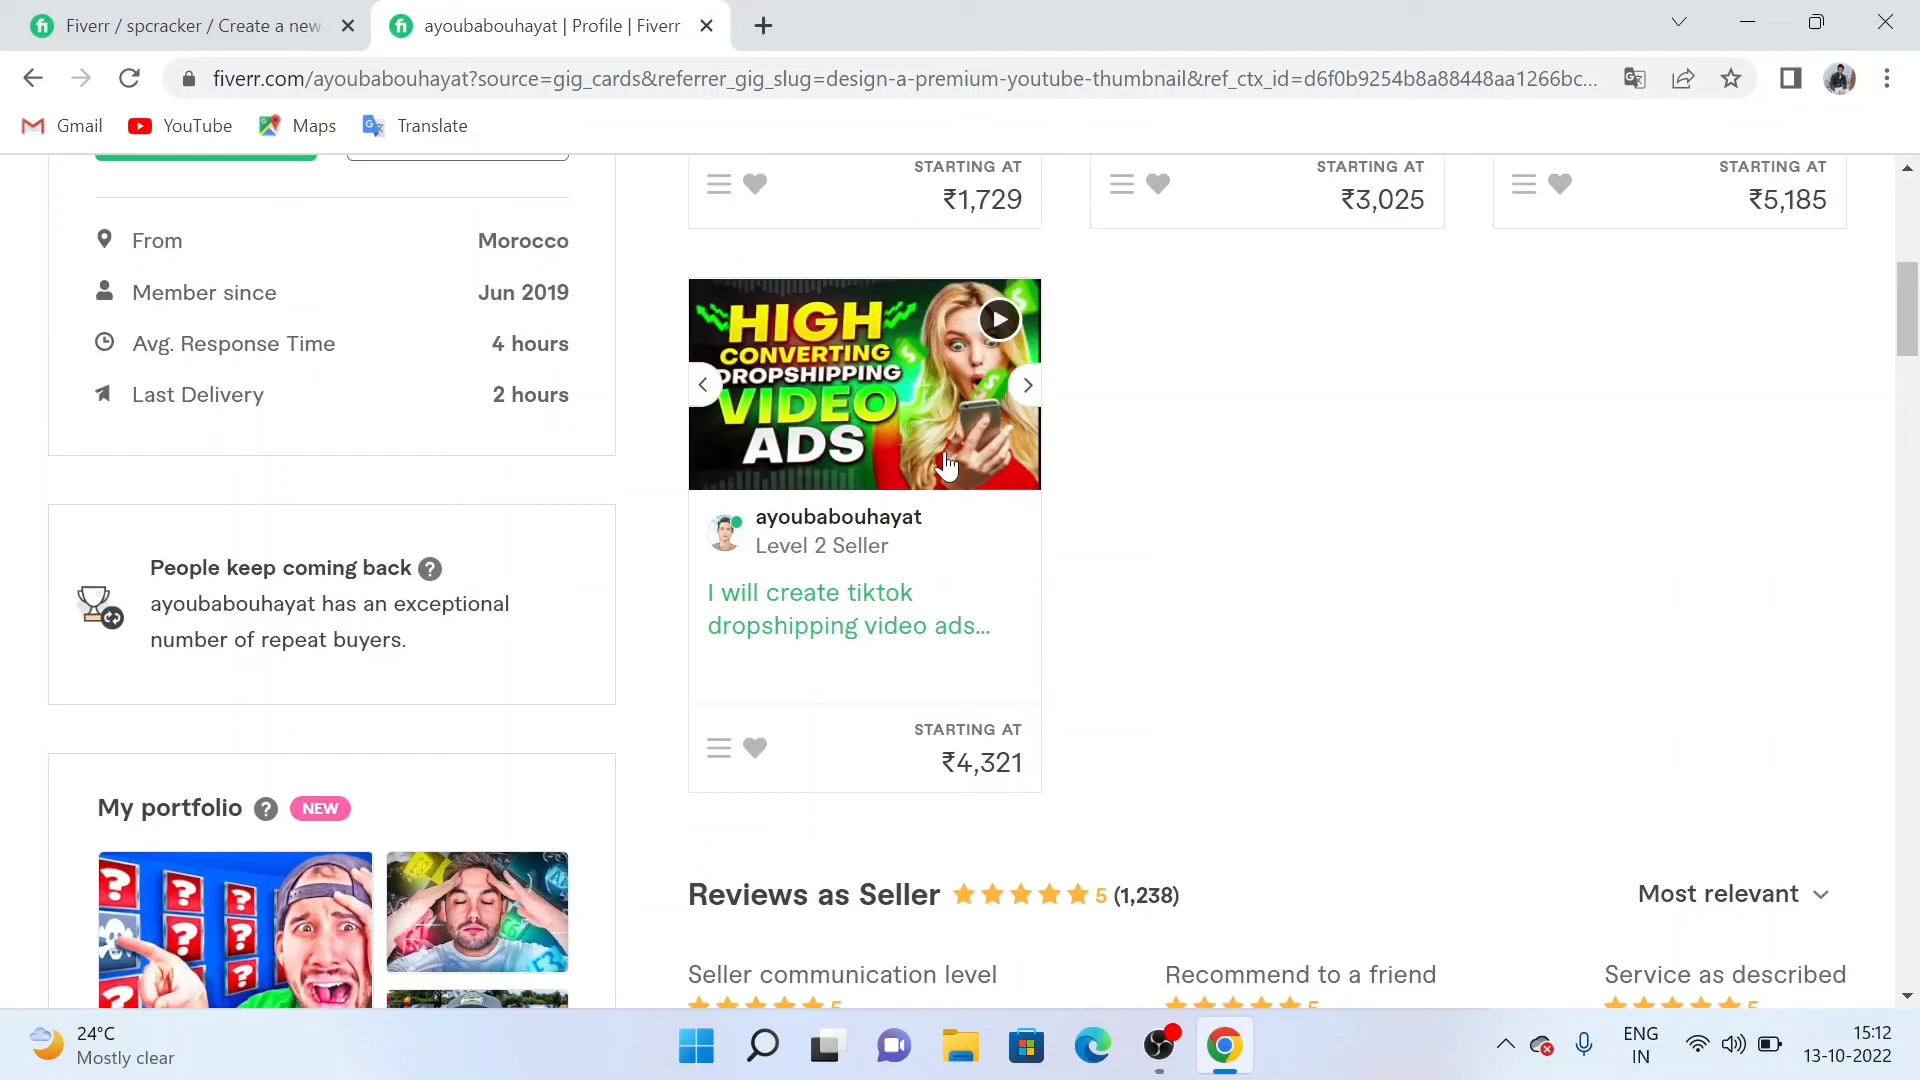 Fiverr / spcracker / Create a new
ayoubabouhayat | Profile | Fiverr
fiverr.com/ayoubabouhayat?source=gig_cards&referrer_gig_slug=design-a-premium-youtube-thumbnail&ref_ctx_id=d6f0b9254b8a88448aa1266bc...
Gmail
YouTube
Maps
Translate
STARTING AT
₹1,729
STARTING AT
₹3,025
STARTING AT
₹5,185
From Morocco
Member since Jun 2019
Avg. Response Time 4 hours
Last Delivery 2 hours
People keep coming back ?
ayoubabouhayat has an exceptional
number of repeat buyers.
My portfolio ? NEW
HIGH
CONVERTING
DROPSHIPPING
VIDEO
ADS
ayoubabouhayat
Level 2 Seller
I will create tiktok
dropshipping video ads...
STARTING AT
₹4,321
Reviews as Seller 5 (1,238)
Most relevant
Seller communication level
5
Recommend to a friend
5
Service as described
5
24°C
Mostly clear
ENG
IN
15:12
13-10-2022